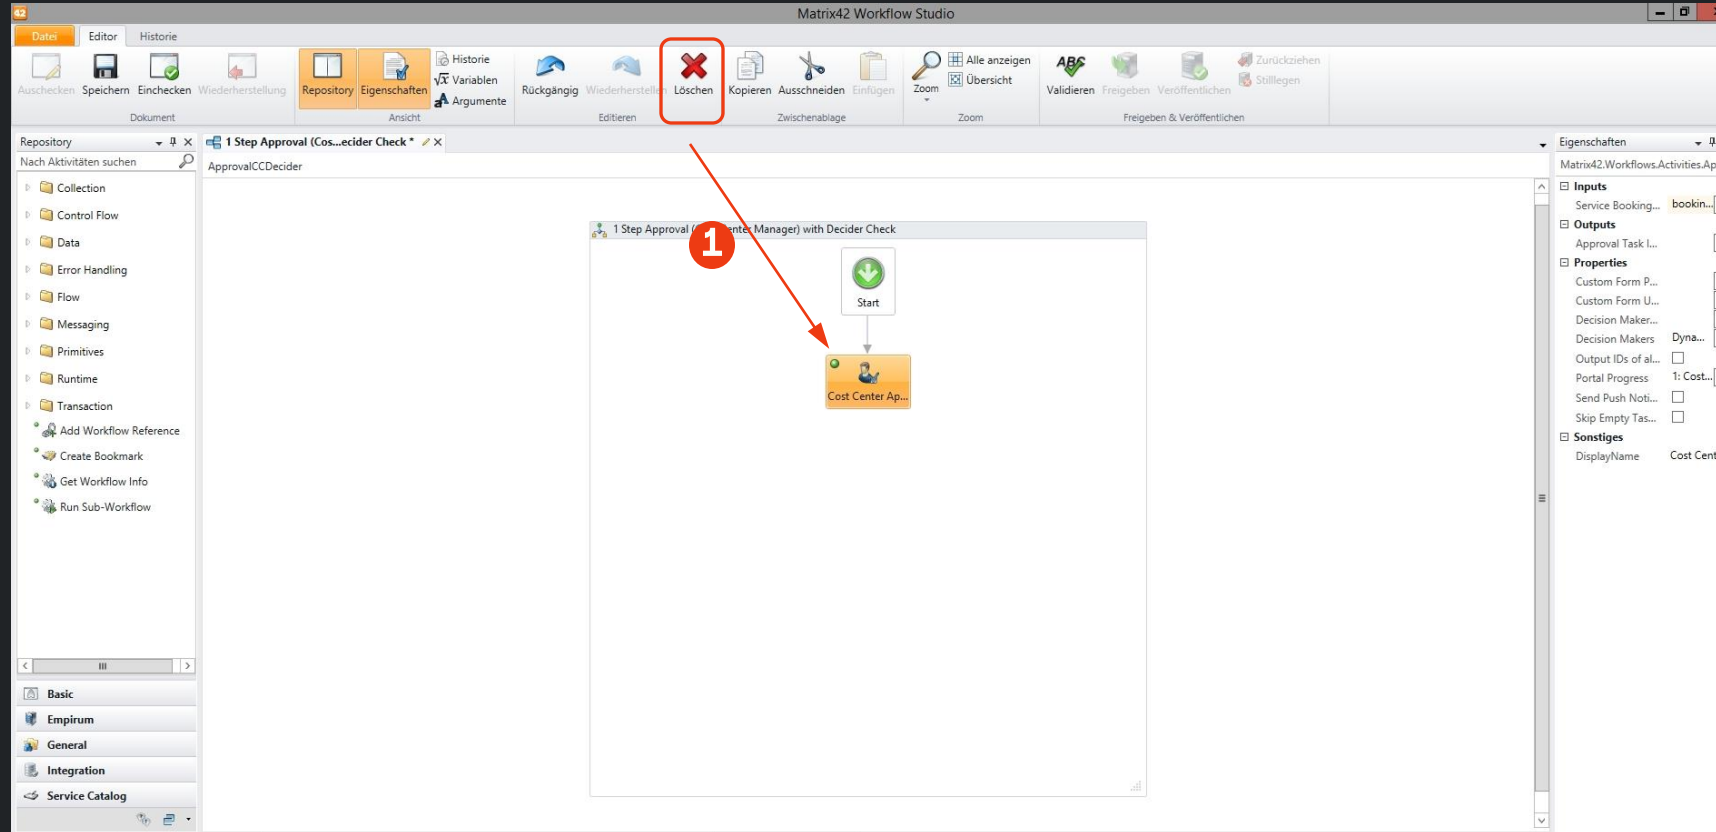 42
Matrix42 Workflow Studio
Datei Editor Historie
Auschecken Speichern Einchecken Wiederherstellung
Repository Eigenschaften
Historie
Variablen
Argumente
Rückgängig Wiederherstellen Löschen
Kopieren Ausschneiden Einfügen
Zoom
Alle anzeigen
Übersicht
Validieren Freigeben Veröffentlichen
Zurückziehen
Stilllegen
Dokument Ansicht Editieren Zwischenablage Zoom Freigeben & Veröffentlichen
Repository
Nach Aktivitäten suchen
Collection
Control Flow
Data
Error Handling
Flow
Messaging
Primitives
Runtime
Transaction
Add Workflow Reference
Create Bookmark
Get Workflow Info
Run Sub-Workflow
Basic
Empirum
General
Integration
Service Catalog
1 Step Approval (Cos...ecider Check *
ApprovalCCDecider
1 Step Approval ( enter Manager) with Decider Check
1
Start
Cost Center Ap...
Eigenschaften
Matrix42.Workflows.Activities.Ap
Inputs
Service Booking... bookin...
Outputs
Approval Task I...
Properties
Custom Form P...
Custom Form U...
Decision Maker...
Decision Makers Dyna...
Output IDs of al...
Portal Progress 1: Cost...
Send Push Noti...
Skip Empty Tas...
Sonstiges
DisplayName Cost Cent